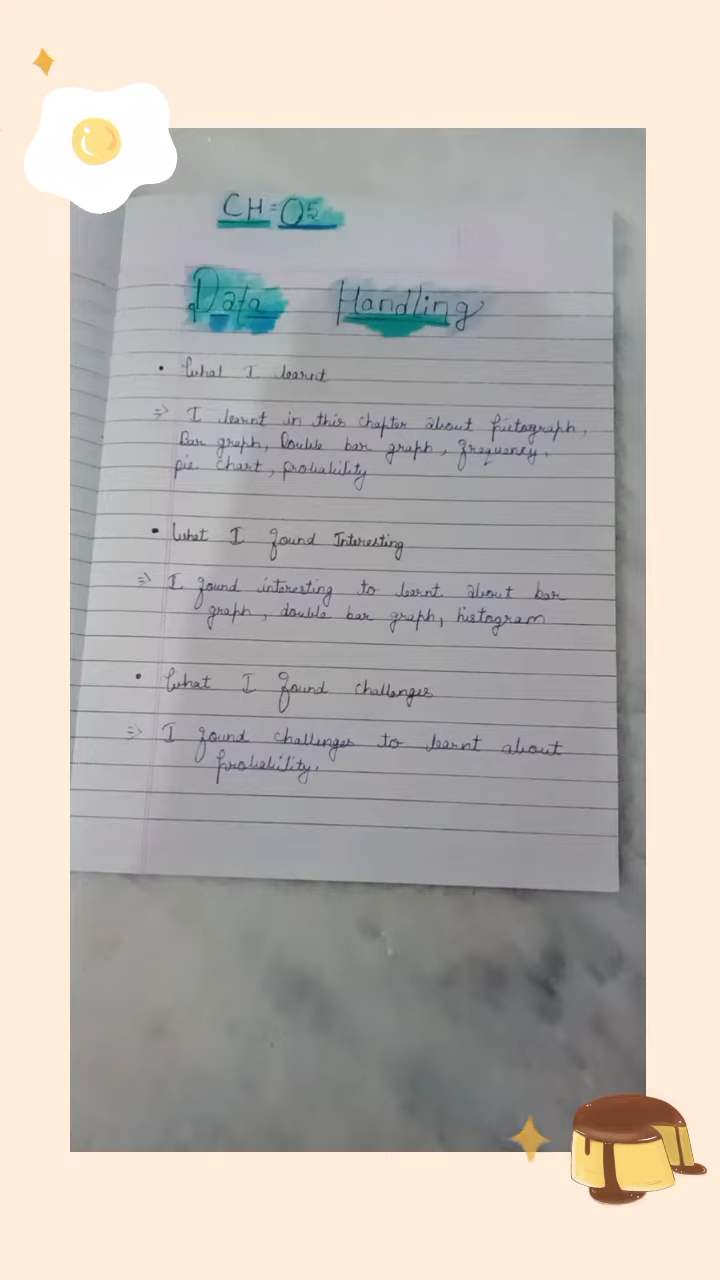 CH = 05
Data Handling
• What I learnt
⇒ I learnt in this chapter about pictograph,
Bar graph, Double bar graph, frequency,
pie chart, probability
• What I found Interesting
⇒ I found interesting to learnt about bar
graph, double bar graph, histogram
• What I found challanges
⇒ I found challenges to learnt about
probability.